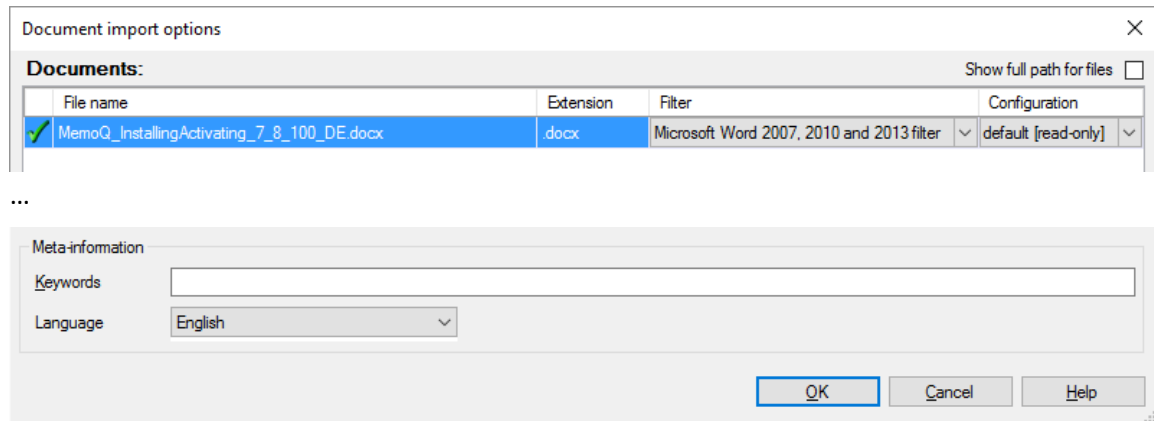 Document import options
Documents: Show full path for files
File name Extension Filter Configuration
MemoQ_InstallingActivating_7_8_100_DE.docx .docx Microsoft Word 2007, 2010 and 2013 filter default [read-only]
...
Meta-information
Keywords
Language English
OK Cancel Help